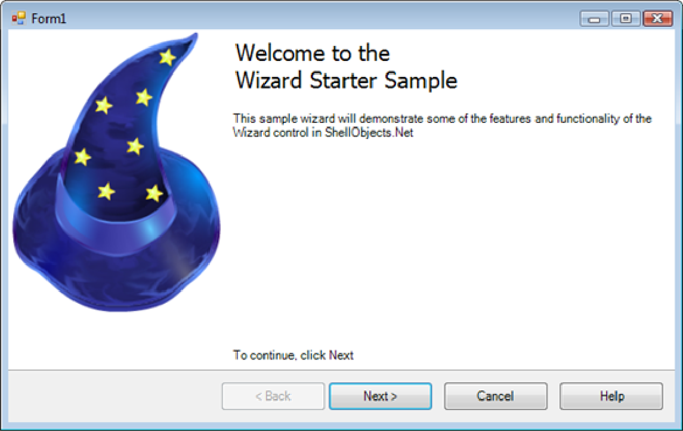 Form1
Welcome to the
Wizard Starter Sample
This sample wizard will demonstrate some of the features and functionality of the
Wizard control in ShellObjects.Net
To continue, click Next
< Back
Next >
Cancel
Help